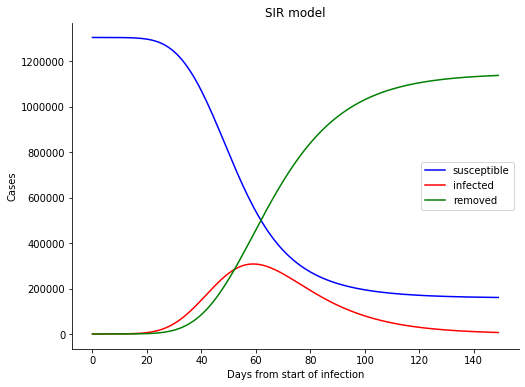 SIR model
Cases
1200000
1000000
800000
600000
400000
200000
0
susceptible
infected
removed
0 20 40 60 80 100 120 140
Days from start of infection